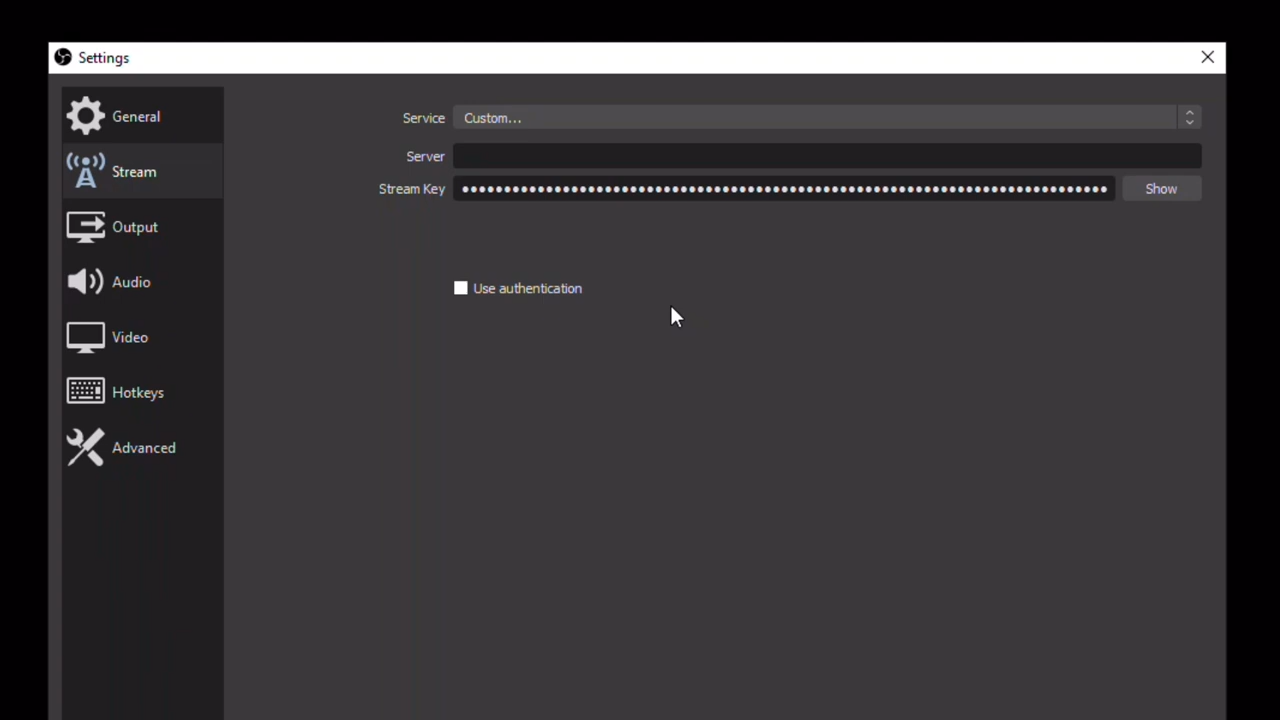 Settings
General
Stream
Output
Audio
Video
Hotkeys
Advanced
Service Custom...
Server
Stream Key ●●●●●●●●●●●●●●●●●●●●●●●●●●●●●●●●●●●●●●●●●●●●●●●●●●●●●●●●●●●●●●●●●●●●●●●●●●●●● Show
Use authentication